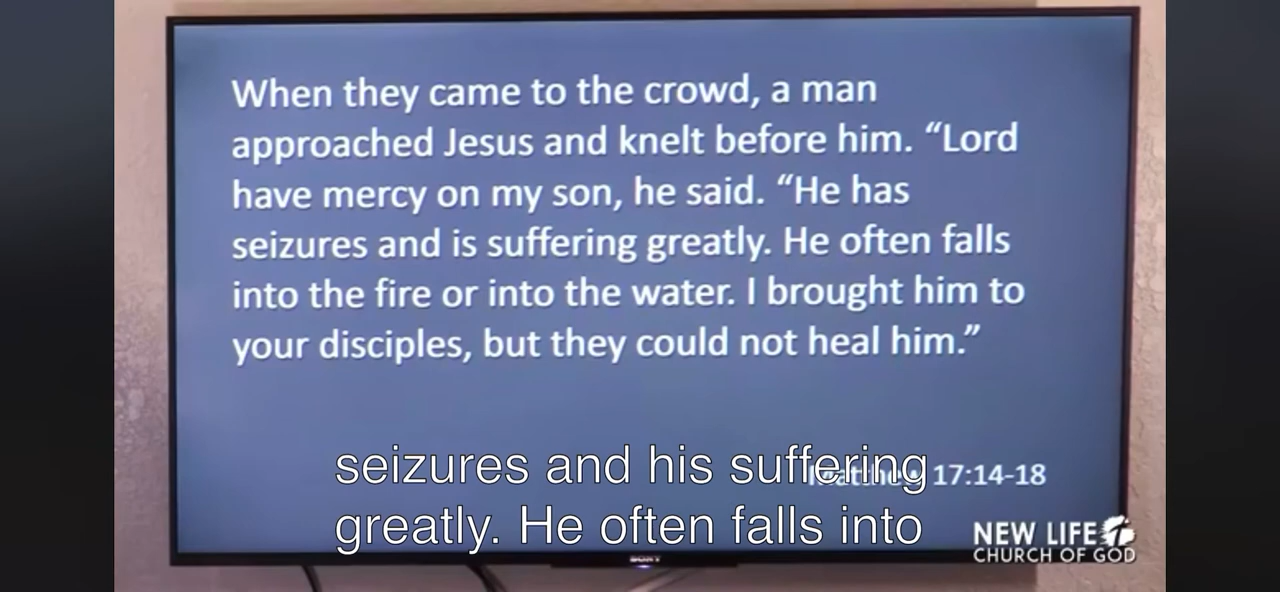 When they came to the crowd, a man
approached Jesus and knelt before him. “Lord
have mercy on my son, he said. “He has
seizures and is suffering greatly. He often falls
into the fire or into the water. I brought him to
your disciples, but they could not heal him.”
Matthew 17:14-18
seizures and his suffering
greatly. He often falls into
NEW LIFE
CHURCH OF GOD
SONY